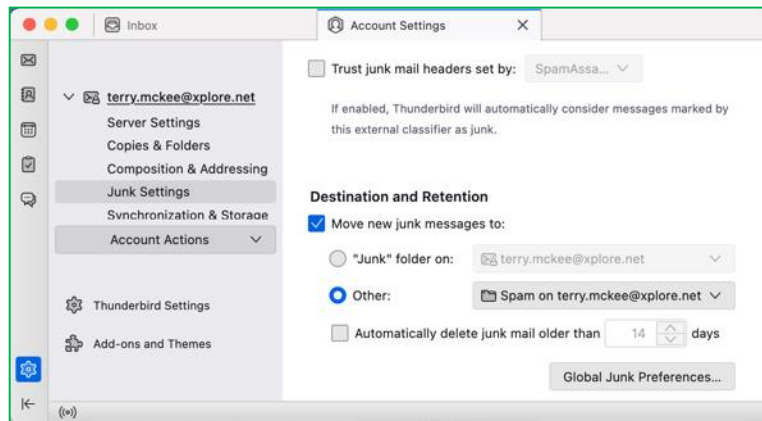 Inbox
Account Settings
terry.mckee@xplore.net
Server Settings
Copies & Folders
Composition & Addressing
Junk Settings
Synchronization & Storage
Account Actions
Thunderbird Settings
Add-ons and Themes
Trust junk mail headers set by: SpamAssa...
If enabled, Thunderbird will automatically consider messages marked by
this external classifier as junk.
Destination and Retention
Move new junk messages to:
"Junk" folder on: terry.mckee@xplore.net
Other: Spam on terry.mckee@xplore.net
Automatically delete junk mail older than 14 days
Global Junk Preferences...